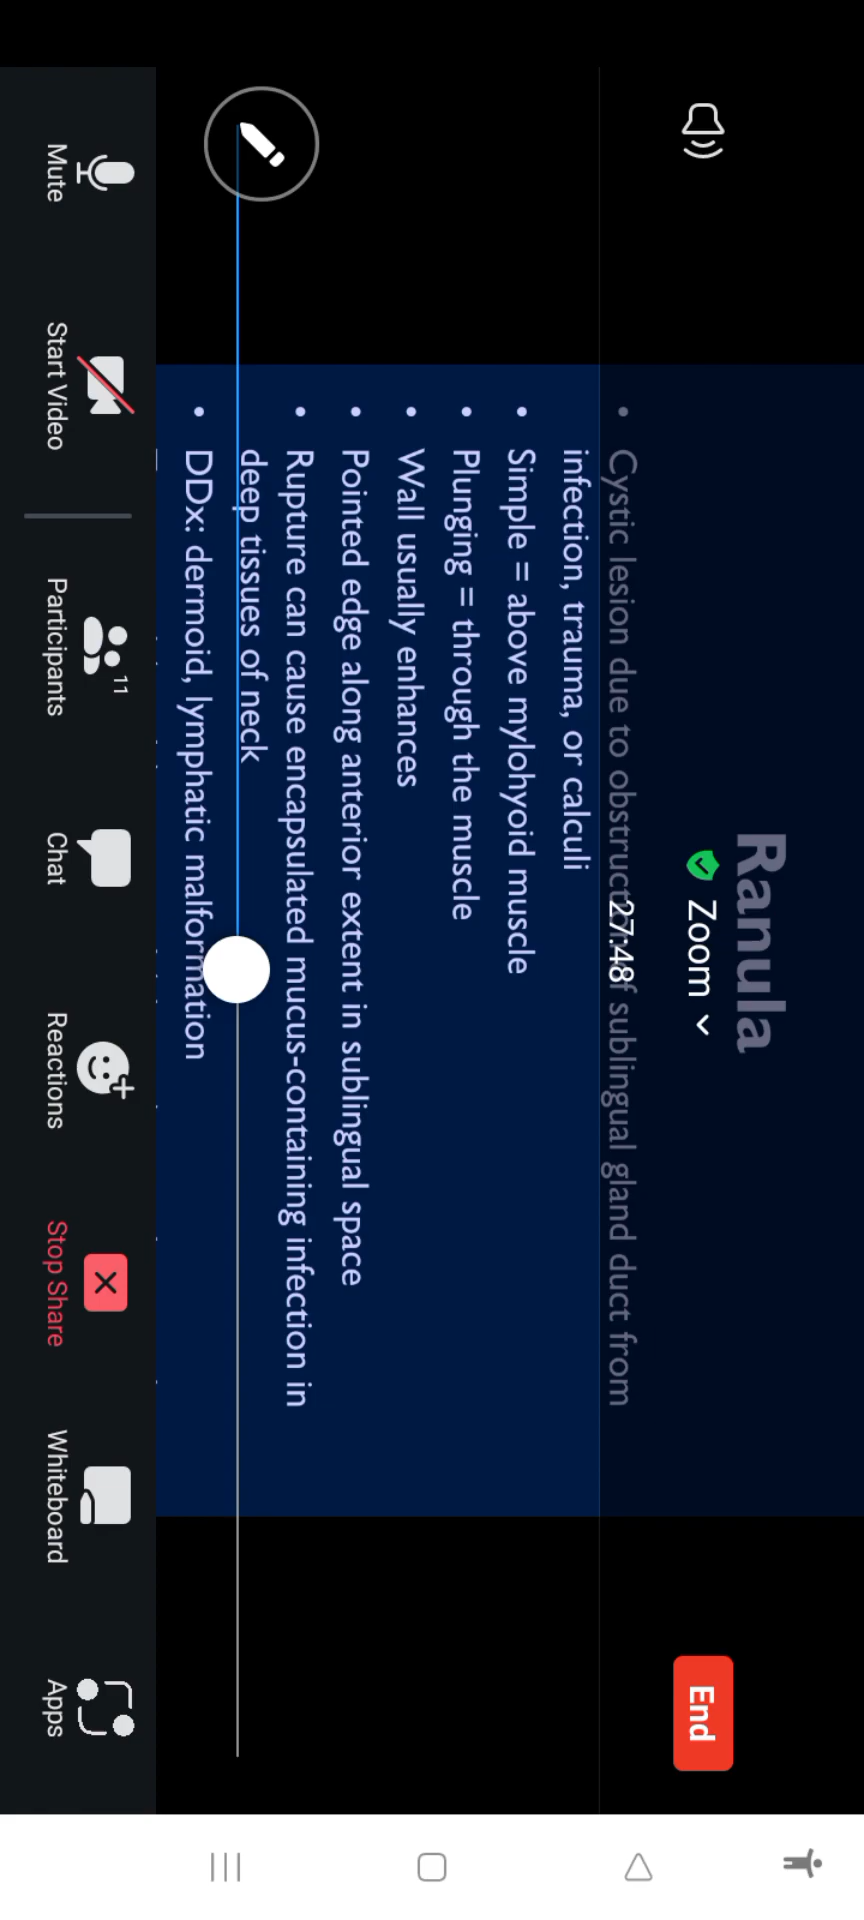 Ranula
Zoom
27:48
End
• Cystic lesion due to obstruction of sublingual gland duct from
infection, trauma, or calculi
• Simple = above mylohyoid muscle
• Plunging = through the muscle
• Wall usually enhances
• Pointed edge along anterior extent in sublingual space
• Rupture can cause encapsulated mucus-containing infection in
deep tissues of neck
• DDx: dermoid, lymphatic malformation
Mute
Start Video
11
Participants
Chat
Reactions
Stop Share
Whiteboard
Apps